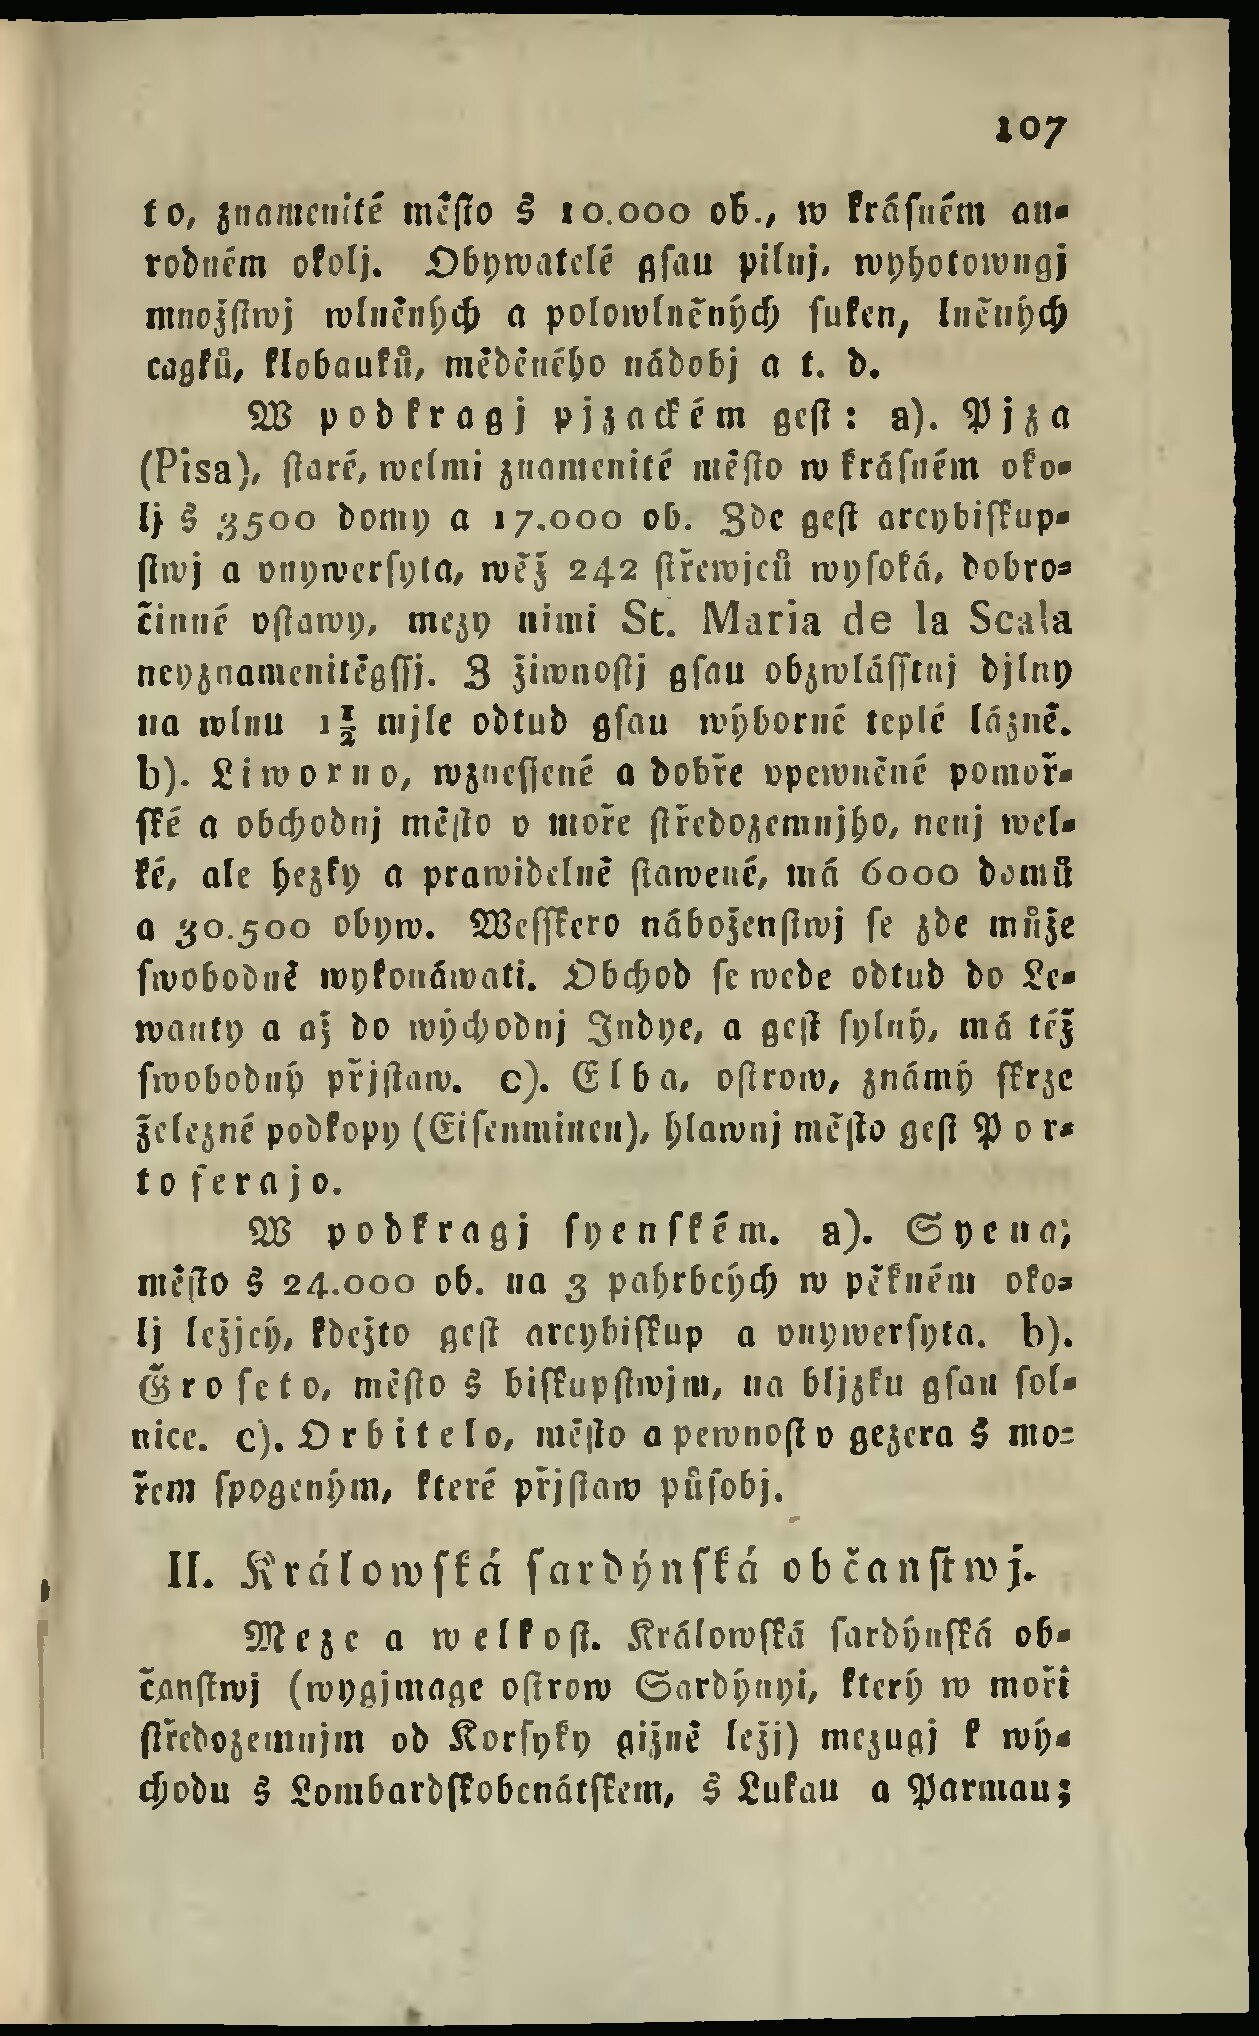 107
to, znamenité měſto ẜ 10.000 ob., w kráſném au-
rodném okolj. Obywatelé gſau pilnj, wyhotowugj
množſtwj wlněných a polowlněných ſuken, lněných
cagků, klobauků, měděného nádobj a t. d.
W podkragj pjzackém geſt: a). Pjza
(Pisa), ſtaré, welmi znamenité měſto w kráſném oko-
lj š 3500 domy a 17.000 ob. Zde geſt arcybiſkup-
ſtwj a vnywerſyta, wěž 242 ſtřewjců wyſoká, dobro-
činné vſtawy, mezy nimi St. Maria de la Scala
neyznamenitěgſſj. Z žiwnoſtj gſau obzwláſſtnj djlny
na wlnu 1½ mjle odtud gſau wýborné teplé lázně.
b). Liworno, wzneſſené a dobře vpewněné pomoř-
ſké a obchodnj měſto v moře ſtředozemnjho, nenj wel-
ké, ale hezky a prawidelně ſtawené, má 6000 domů
a 30.500 obyw. Weſſkero náboženſtwj ſe zde může
ſwobodně wykonáwati. Obchod ſe wede odtud do Le-
wanty a až do wýchodnj Indye, a geſt ſylný, má též
ſwobodný přjſtaw. c). Elba, oſtrow, známý ſkrze
železné podkopy (Eiſenminen), hlawnj měſto geſt Por-
toferajo.
W podkragj ſyenſkém. a). Syena;
měſto š 24.000 ob. na 3 pahrbcých w pěkném oko-
lj ležjcý, kdežto geſt arcybiſkup a vnywerſyta. b).
Ğroſeto, měſto š biſkupſtwjm, na bljzku gſau ſol-
nice. c). Orbitelo, měſto a pewnoſt v gezera š mo-
řem ſpogeným, které přjſtaw půſobj.
II. Králowſká ſardýnſká občanſtwj.
Meze a welkoſt. Králowſká ſardýnſká ob-
čanſtwj (wygjmage oſtrow Sardýnyi, který w moři
ſtředozemnjm od Korſyky gižně ležj) mezugj k wý-
chodu š Lombardſkobenátſkem, š Lukau a Parmau;